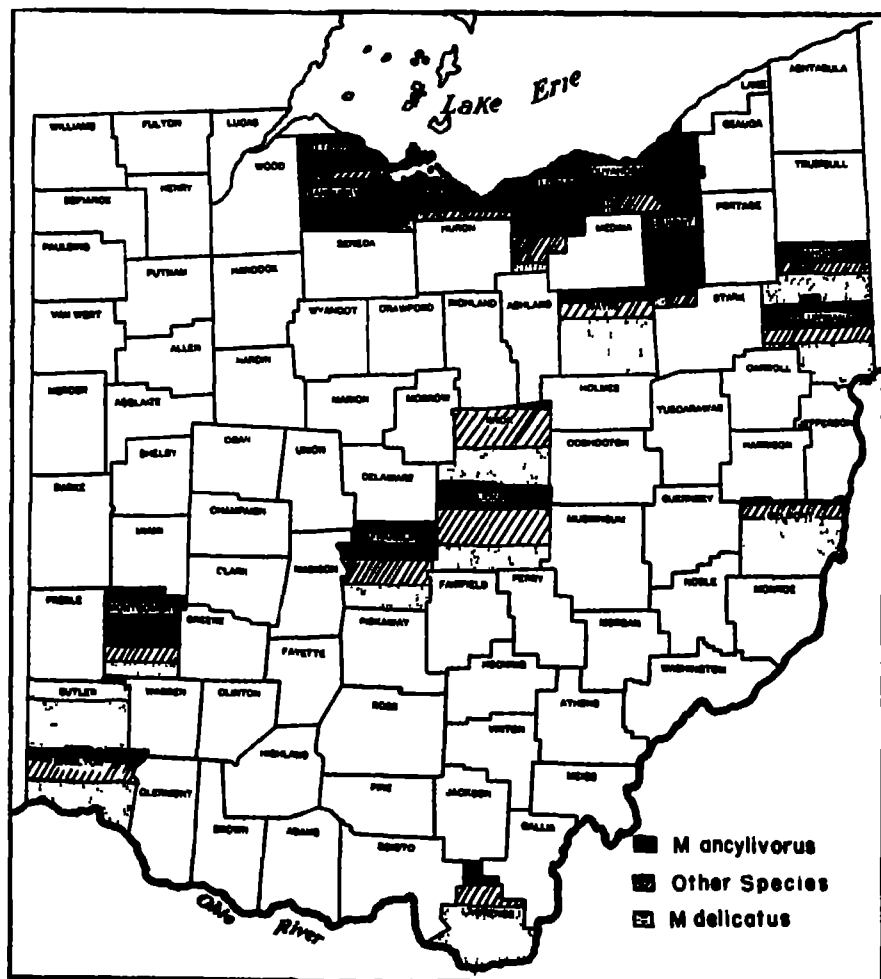 Lake Erie
ASHTABULA
LAKE
GEAUGA
WILLIAMS
FULTON
LUCAS
WOOD
TRUMBULL
HENRY
DEFIANCE
PORTAGE
PAULDING
SENECA
HURON
MEDINA
SUMMIT
PUTNAM
HANCOCK
STARK
VAN WERT
WYANDOT
CRAWFORD
RICHLAND
ASHLAND
ALLEN
HARDIN
CARROLL
HOLMES
MERCER
AUGLAIZE
MARION
MORROW
TUSCARAWAS
JEFFERSON
KNOX
LOGAN
UNION
COSHOCTON
HARRISON
SHELBY
DELAWARE
DARKE
CHAMPAIGN
GUERNSEY
MUSKINGUM
MIAMI
CLARK
MADISON
FAIRFIELD
PERRY
NOBLE
MONROE
PREBLE
MONTGOMERY
GREENE
PICKAWAY
MORGAN
FAYETTE
HOCKING
WASHINGTON
BUTLER
WARREN
CLINTON
ROSS
ATHENS
VINTON
HIGHLAND
MEIGS
CLERMONT
PIKE
JACKSON
BROWN
ADAMS
SCIOTO
GALLIA
LAWRENCE
Ohio River
M ancylivorus
Other Species
M delicatus